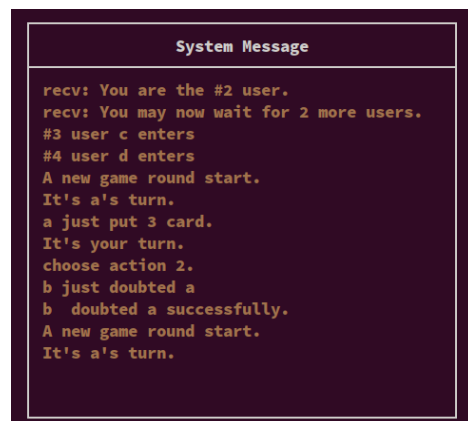 System Message
recv: You are the #2 user.
recv: You may now wait for 2 more users.
#3 user c enters
#4 user d enters
A new game round start.
It's a's turn.
a just put 3 card.
It's your turn.
choose action 2.
b just doubted a
b  doubted a successfully.
A new game round start.
It's a's turn.